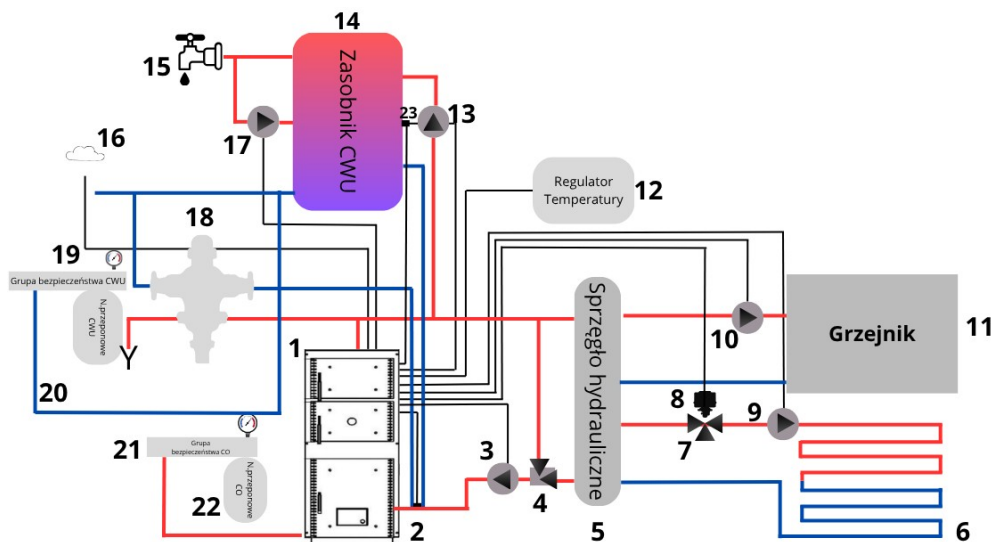 14
15
Zasobnik CWU
23
13
17
16
Regulator
Temperatury
12
18
19
Grupa bezpieczeństwa CWU
N.przeponowe
CWU
1
10
Sprzęgło hydrauliczne
Grzejnik
11
20
8
9
7
21
Grupa
bezpieczeństwa CO
3
4
N.przeponowe
CO
22
2
5
6